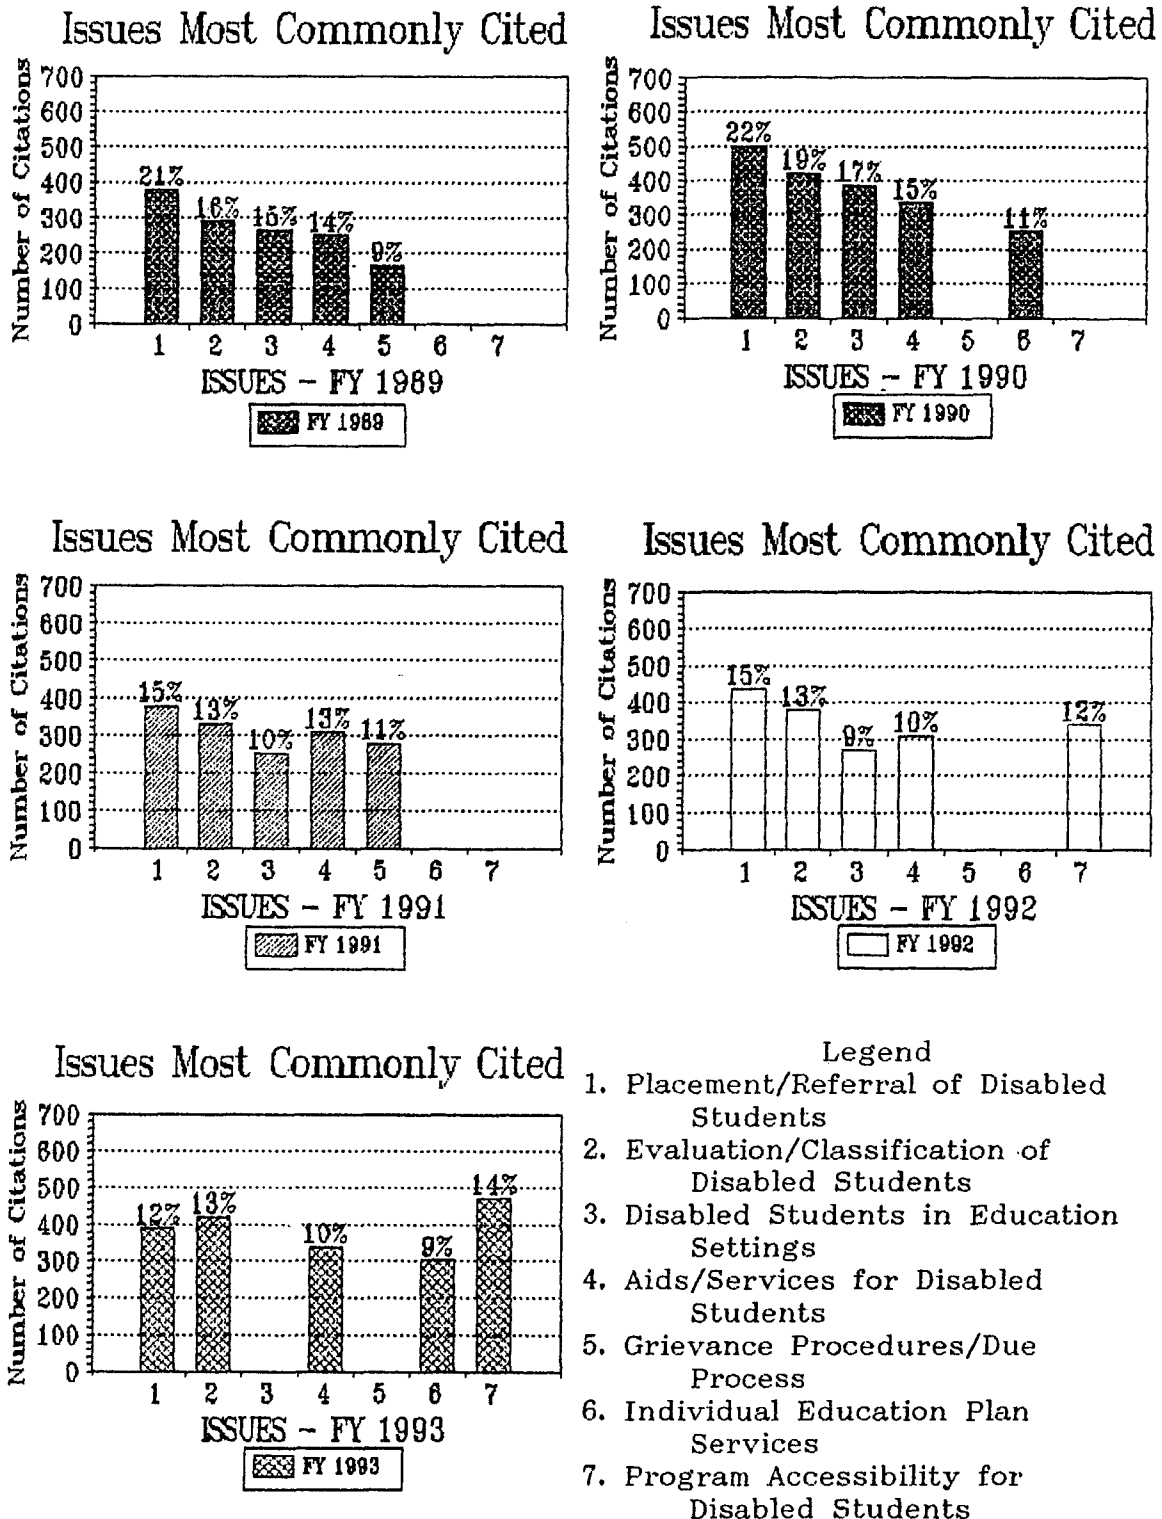 Issues Most Commonly Cited
Number of Citations
700
600
500
400
300
200
100
0
21%
16%
15%
14%
9%
1 2 3 4 5 6 7
ISSUES - FY 1989
FY 1989
Issues Most Commonly Cited
Number of Citations
700
600
500
400
300
200
100
0
22%
19%
17%
15%
11%
1 2 3 4 5 6 7
ISSUES - FY 1990
FY 1990
Issues Most Commonly Cited
Number of Citations
700
600
500
400
300
200
100
0
15%
13%
10%
13%
11%
1 2 3 4 5 6 7
ISSUES - FY 1991
FY 1991
Issues Most Commonly Cited
Number of Citations
700
600
500
400
300
200
100
0
15%
13%
9%
10%
12%
1 2 3 4 5 6 7
ISSUES - FY 1992
FY 1992
Issues Most Commonly Cited
Number of Citations
700
600
500
400
300
200
100
0
12%
13%
10%
9%
14%
1 2 3 4 5 6 7
ISSUES - FY 1993
FY 1993
Legend
1. Placement/Referral of Disabled
Students
2. Evaluation/Classification of
Disabled Students
3. Disabled Students in Education
Settings
4. Aids/Services for Disabled
Students
5. Grievance Procedures/Due
Process
6. Individual Education Plan
Services
7. Program Accessibility for
Disabled Students